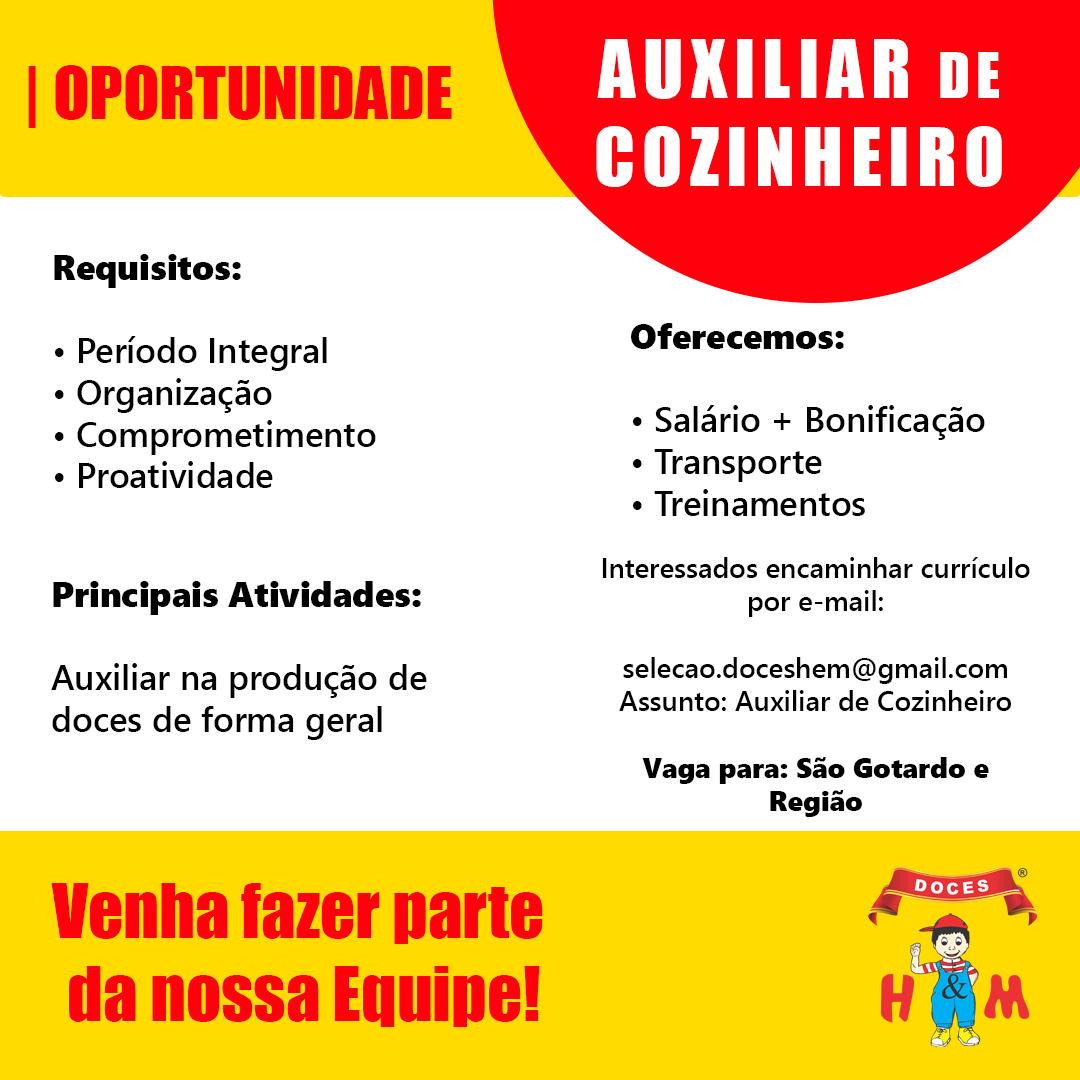 | OPORTUNIDADE
AUXILIAR DE
COZINHEIRO
Requisitos:
• Período Integral
• Organização
• Comprometimento
• Proatividade
Principais Atividades:
Auxiliar na produção de
doces de forma geral
Oferecemos:
• Salário + Bonificação
• Transporte
• Treinamentos
Interessados encaminhar currículo
por e-mail:
selecao.doceshem@gmail.com
Assunto: Auxiliar de Cozinheiro
Vaga para: São Gotardo e
Região
Venha fazer parte
da nossa Equipe!
DOCES ®
H & M